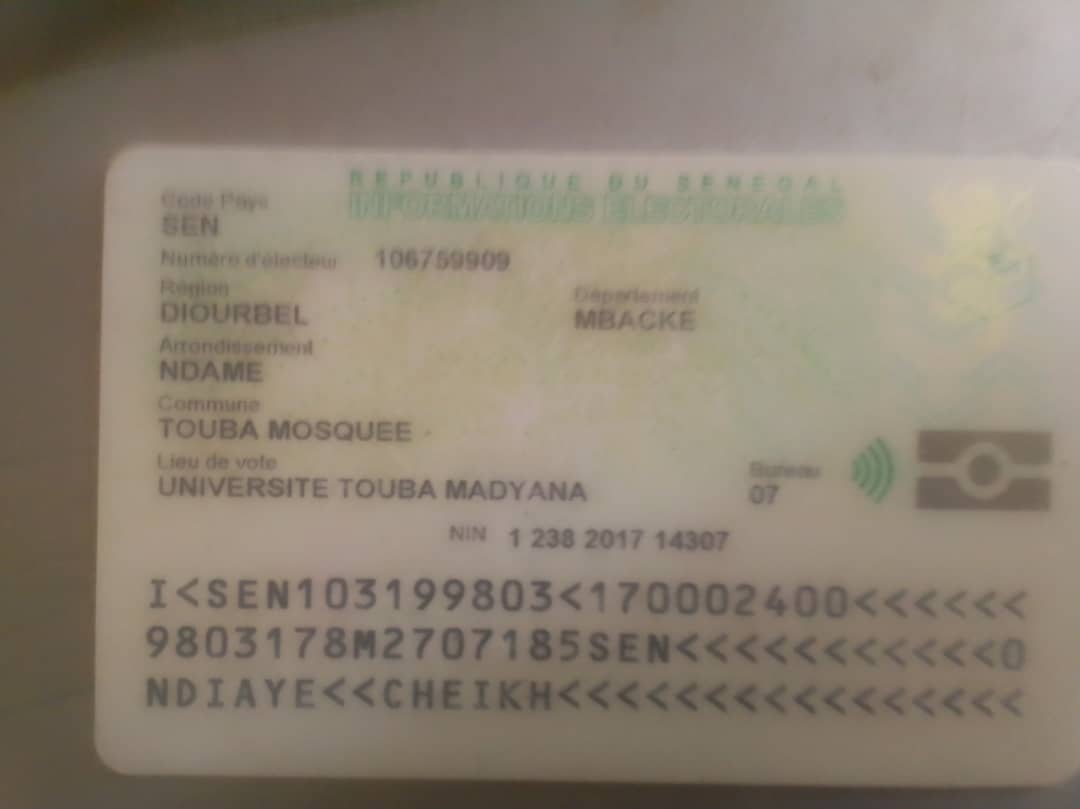 REPUBLIQUE DU SENEGAL
INFORMATIONS ELECTORALES
Code Pays
SEN
Numéro d'électeur 106759909
Région Département
DIOURBEL MBACKE
Arrondissement
NDAME
Commune
TOUBA MOSQUEE
Lieu de vote Bureau
UNIVERSITE TOUBA MADYANA 07
NIN 1 238 2017 14307
I<SEN103199803<170002400<<<<<<
9803178M2707185SEN<<<<<<<<<<<0
NDIAYE<<CHEIKH<<<<<<<<<<<<<<<<